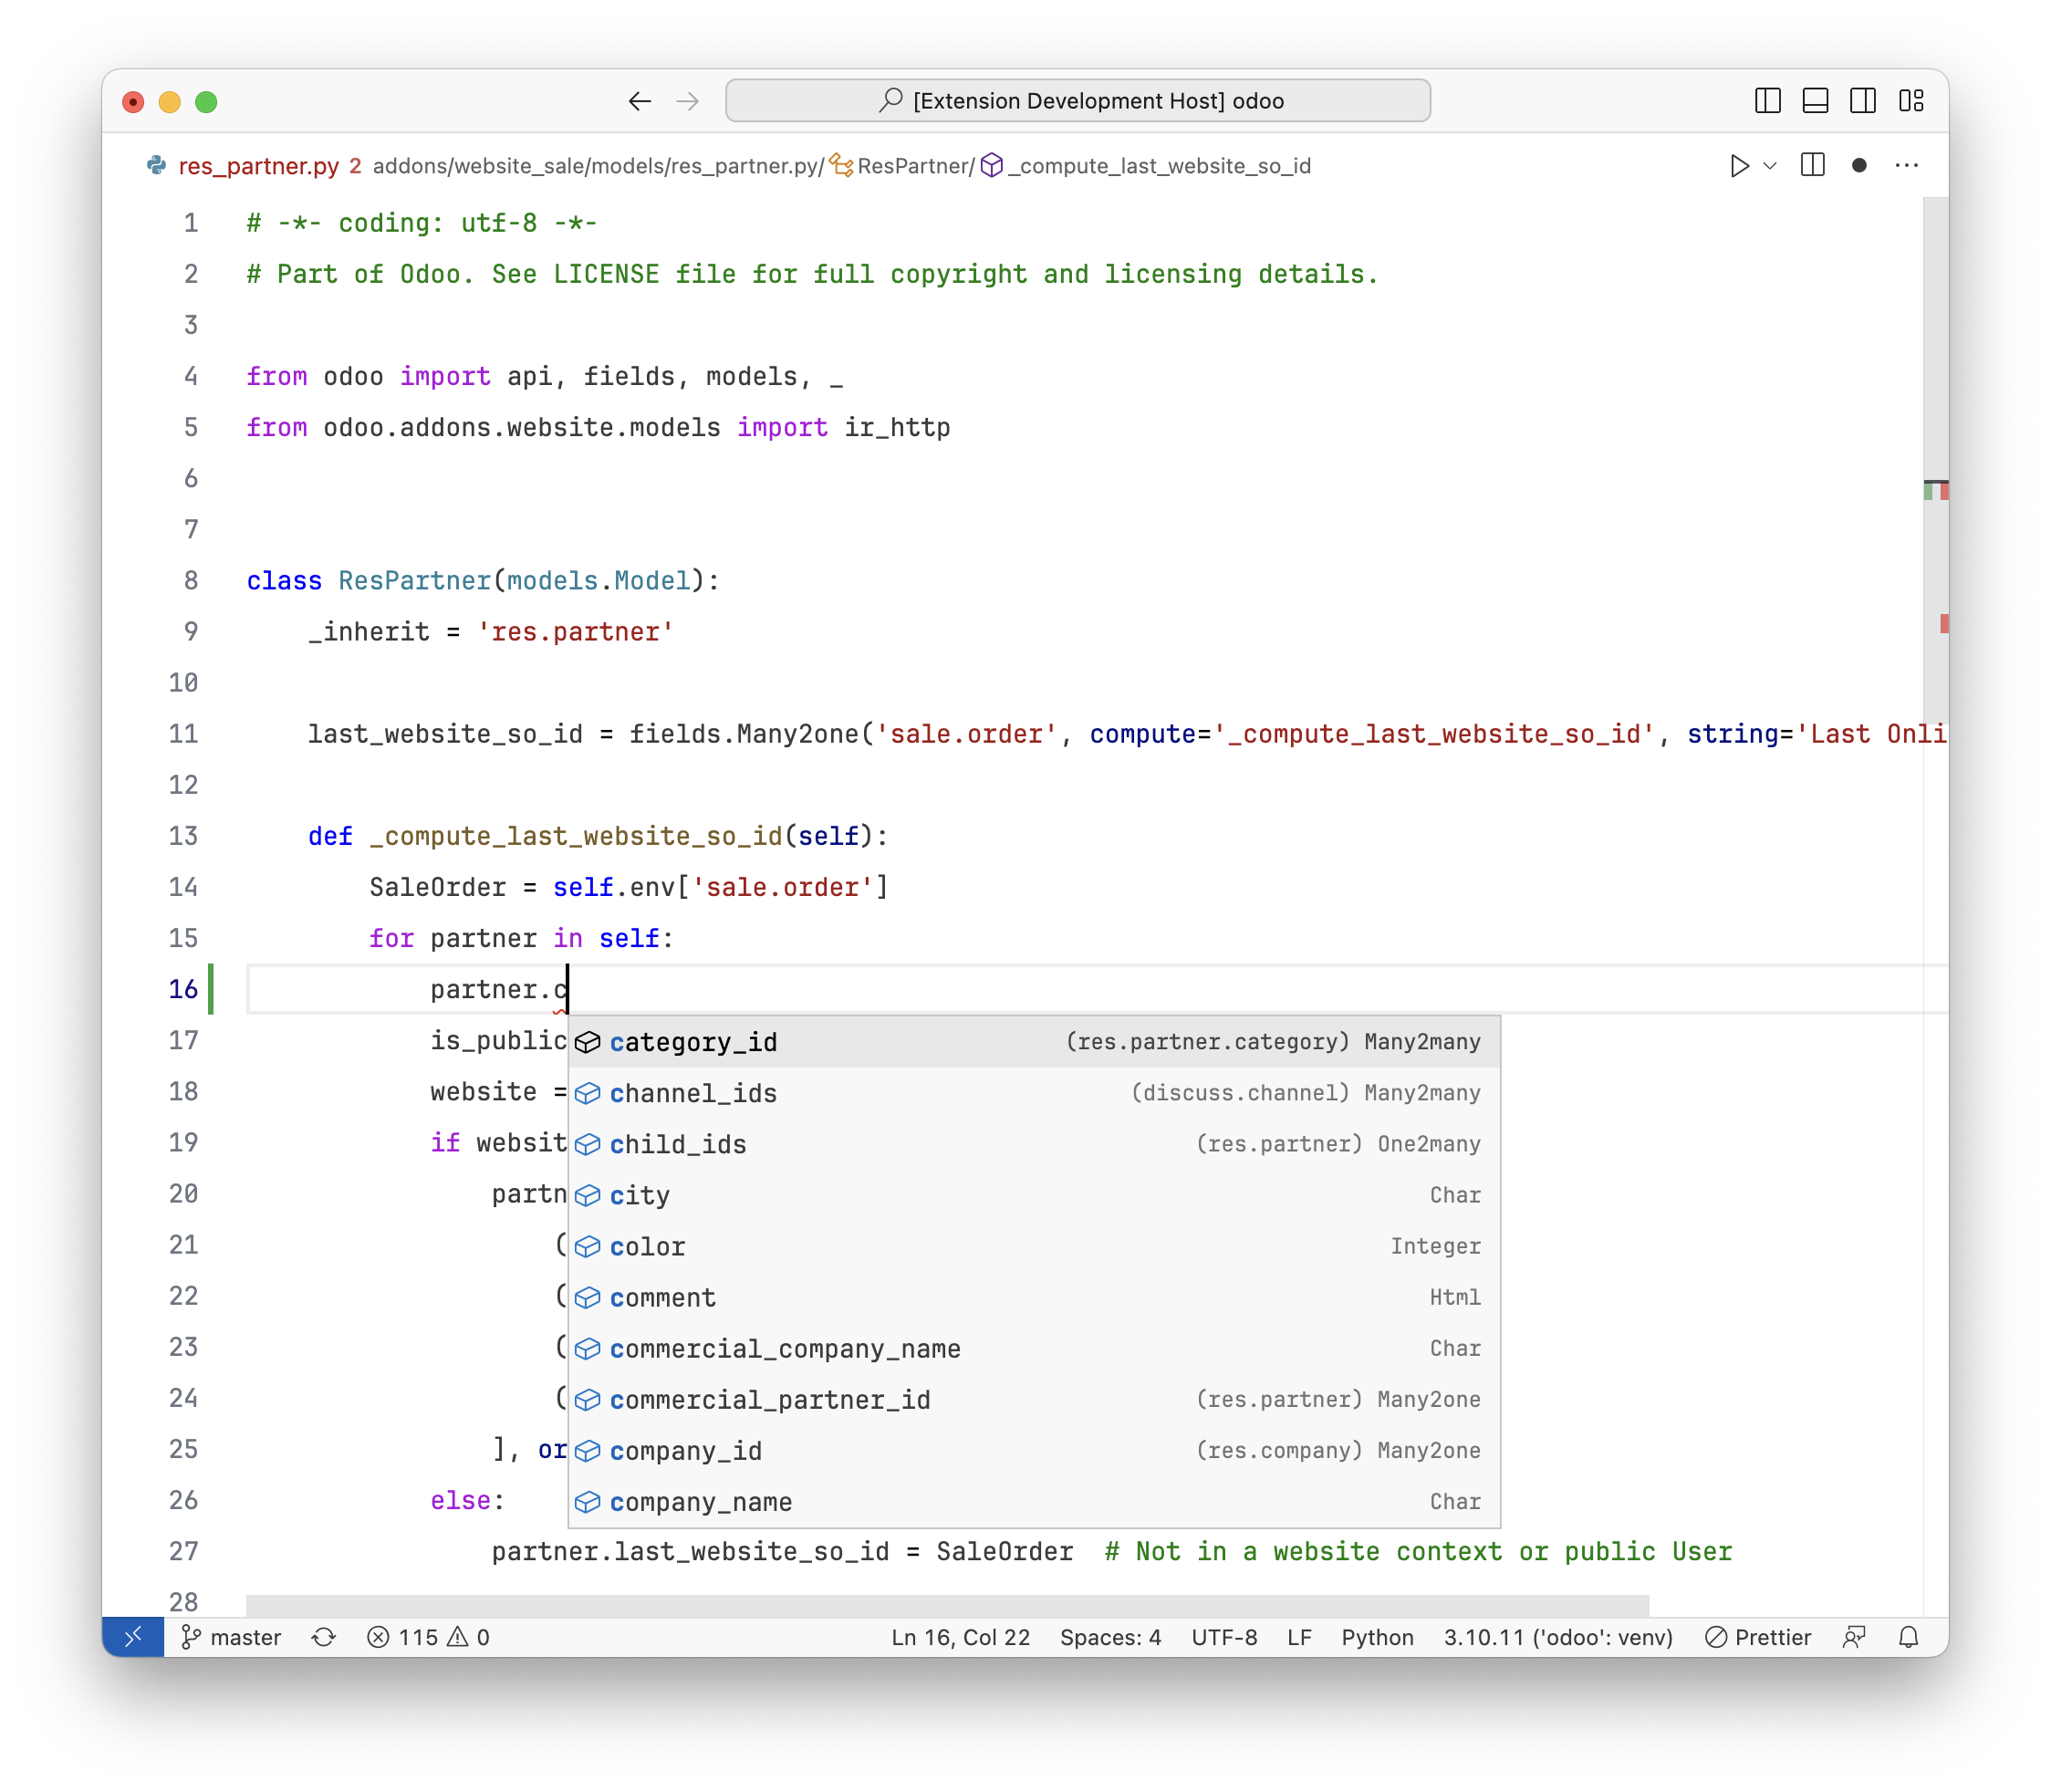 [Extension Development Host] odoo
res_partner.py 2 addons/website_sale/models/res_partner.py/ ResPartner/ _compute_last_website_so_id
1 # -*- coding: utf-8 -*-
2 # Part of Odoo. See LICENSE file for full copyright and licensing details.
3
4 from odoo import api, fields, models, _
5 from odoo.addons.website.models import ir_http
6
7
8 class ResPartner(models.Model):
9 _inherit = 'res.partner'
10
11 last_website_so_id = fields.Many2one('sale.order', compute='_compute_last_website_so_id', string='Last Onli
12
13 def _compute_last_website_so_id(self):
14 SaleOrder = self.env['sale.order']
15 for partner in self:
16 partner.c
17 is_public category_id (res.partner.category) Many2many
18 website = channel_ids (discuss.channel) Many2many
19 if websit child_ids (res.partner) One2many
20 partn city Char
21 ( color Integer
22 ( comment Html
23 ( commercial_company_name Char
24 ( commercial_partner_id (res.partner) Many2one
25 ], or company_id (res.company) Many2one
26 else: company_name Char
27 partner.last_website_so_id = SaleOrder # Not in a website context or public User
28
master 115 0 Ln 16, Col 22 Spaces: 4 UTF-8 LF Python 3.10.11 ('odoo': venv) Prettier